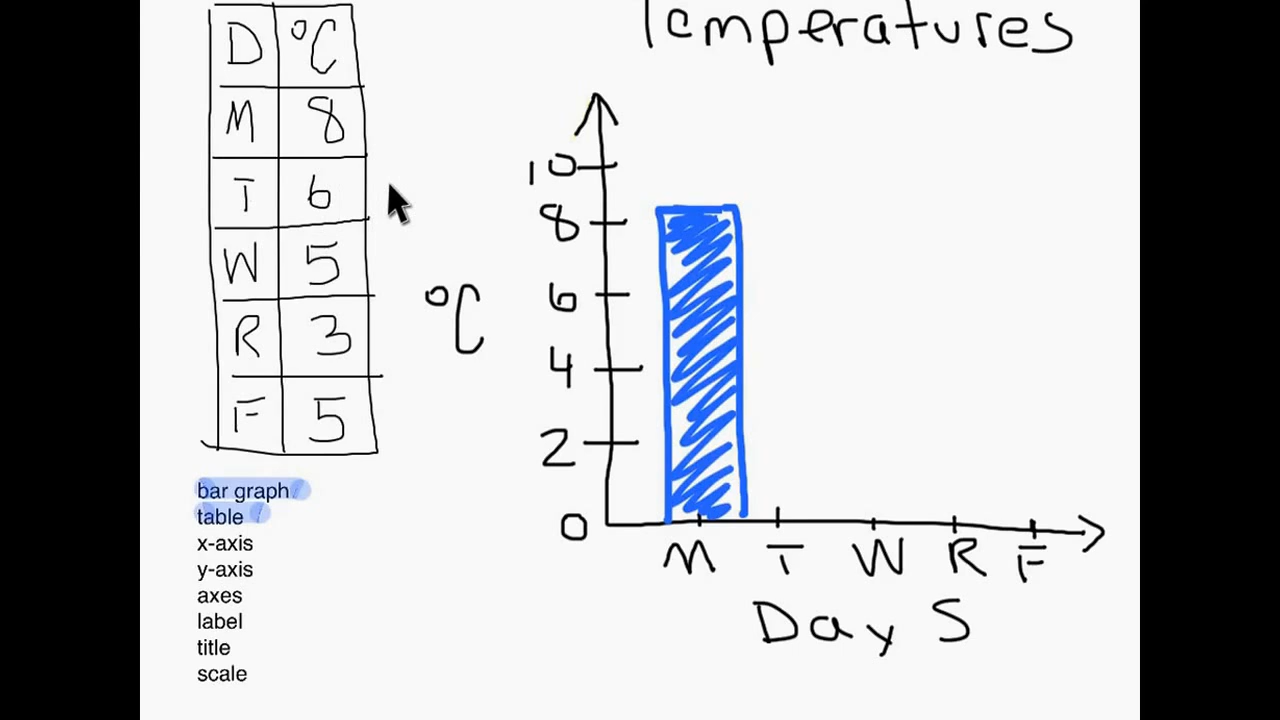 D °C
M 8
T 6
W 5
R 3
F 5
bar graph
table
x-axis
y-axis
axes
label
title
scale
Temperatures
10
8
6
°C
4
2
0
M T W R F
Days